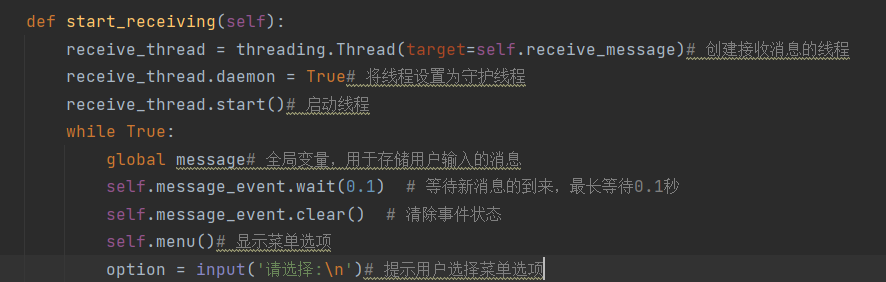 def start_receiving(self):
receive_thread = threading.Thread(target=self.receive_message)# 创建接收消息的线程
receive_thread.daemon = True# 将线程设置为守护线程
receive_thread.start()# 启动线程
while True:
global message# 全局变量，用于存储用户输入的消息
self.message_event.wait(0.1)  # 等待新消息的到来，最长等待0.1秒
self.message_event.clear()  # 清除事件状态
self.menu()# 显示菜单选项
option = input('请选择:\n')# 提示用户选择菜单选项